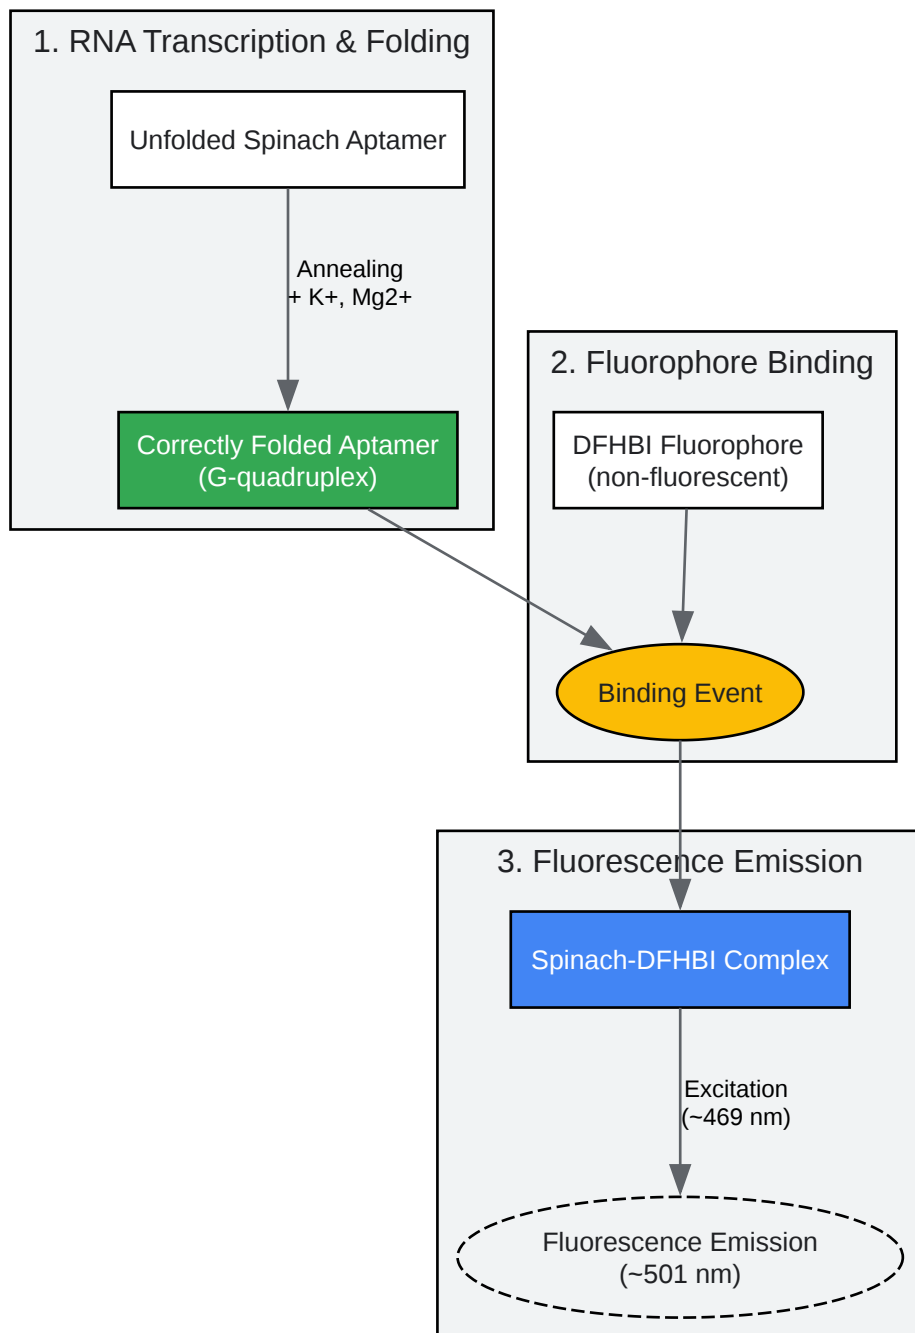 1. RNA Transcription & Folding
Unfolded Spinach Aptamer
Annealing
+ K+, Mg2+
Correctly Folded Aptamer
(G-quadruplex)
2. Fluorophore Binding
DFHBI Fluorophore
(non-fluorescent)
Binding Event
3. Fluorescence Emission
Spinach-DFHBI Complex
Excitation
(~469 nm)
Fluorescence Emission
(~501 nm)